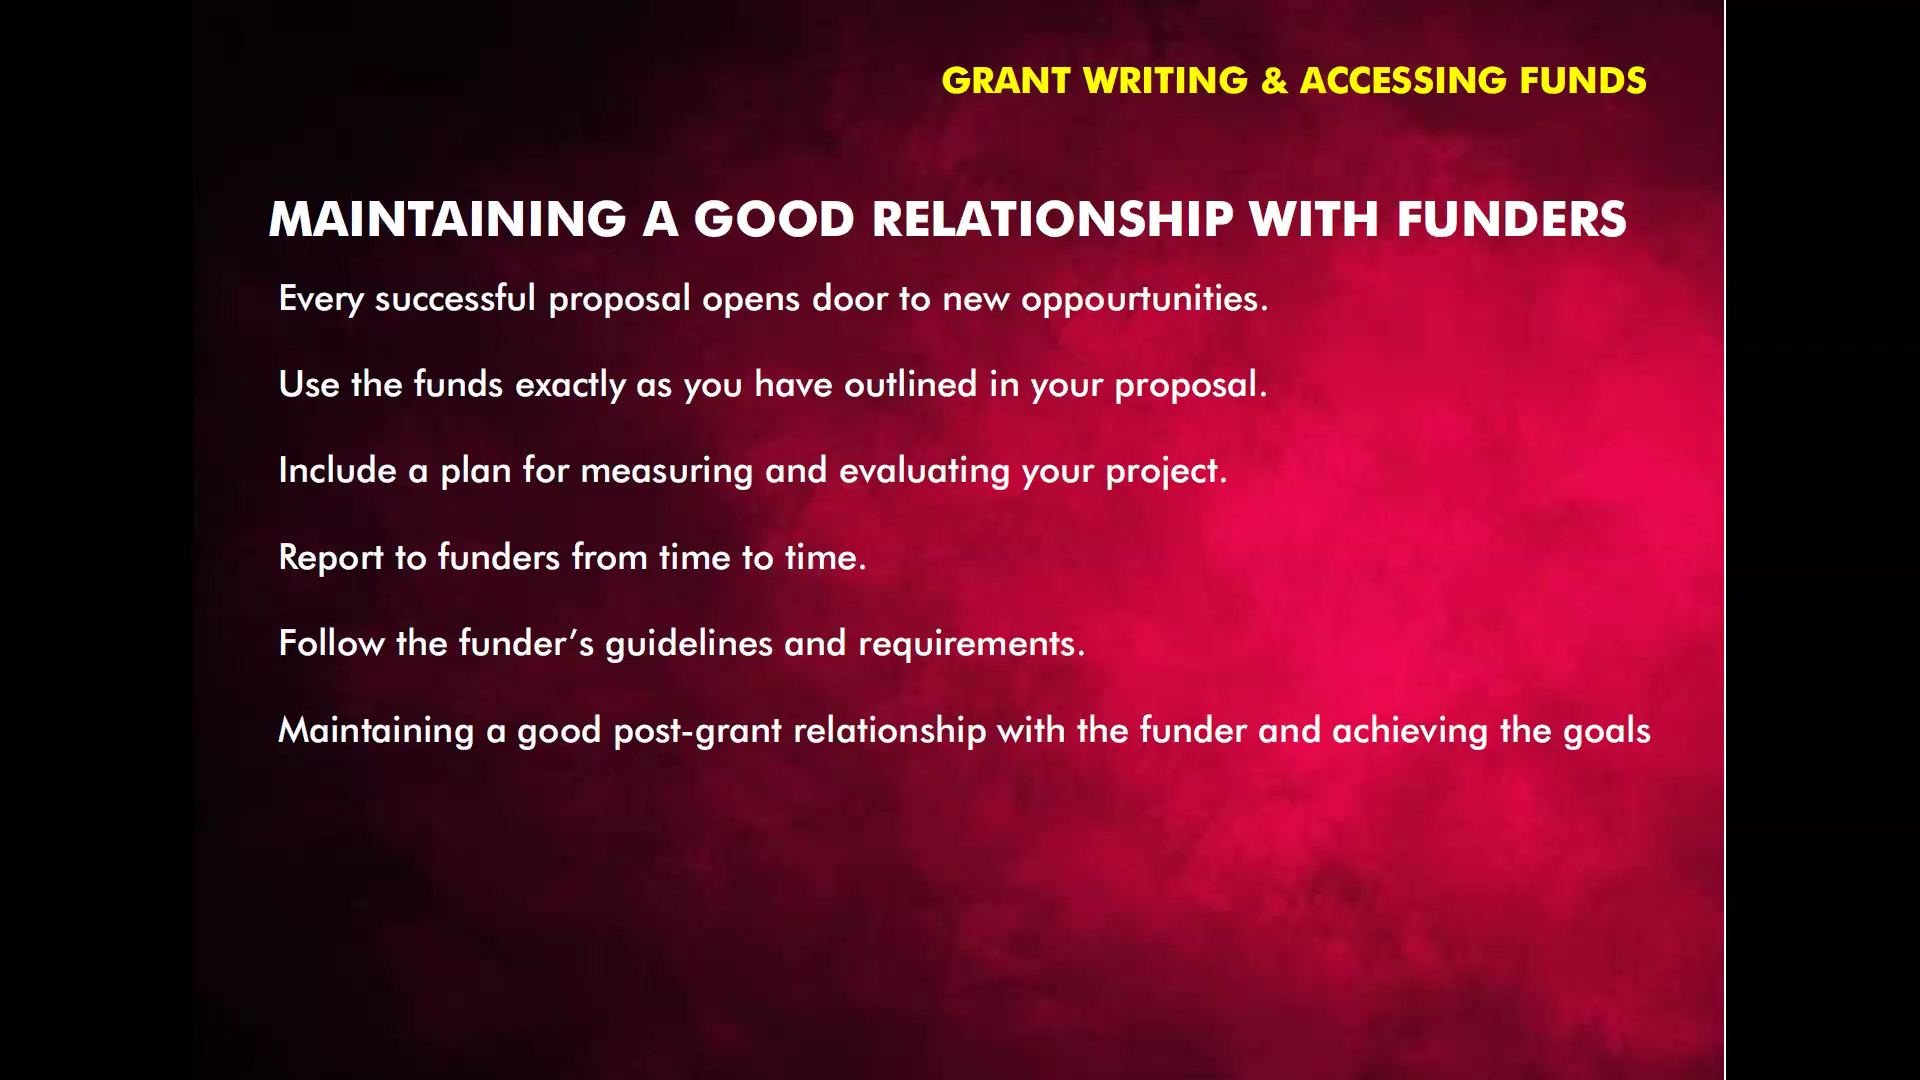 GRANT WRITING & ACCESSING FUNDS
MAINTAINING A GOOD RELATIONSHIP WITH FUNDERS
Every successful proposal opens door to new oppourtunities.
Use the funds exactly as you have outlined in your proposal.
Include a plan for measuring and evaluating your project.
Report to funders from time to time.
Follow the funder’s guidelines and requirements.
Maintaining a good post-grant relationship with the funder and achieving the goals